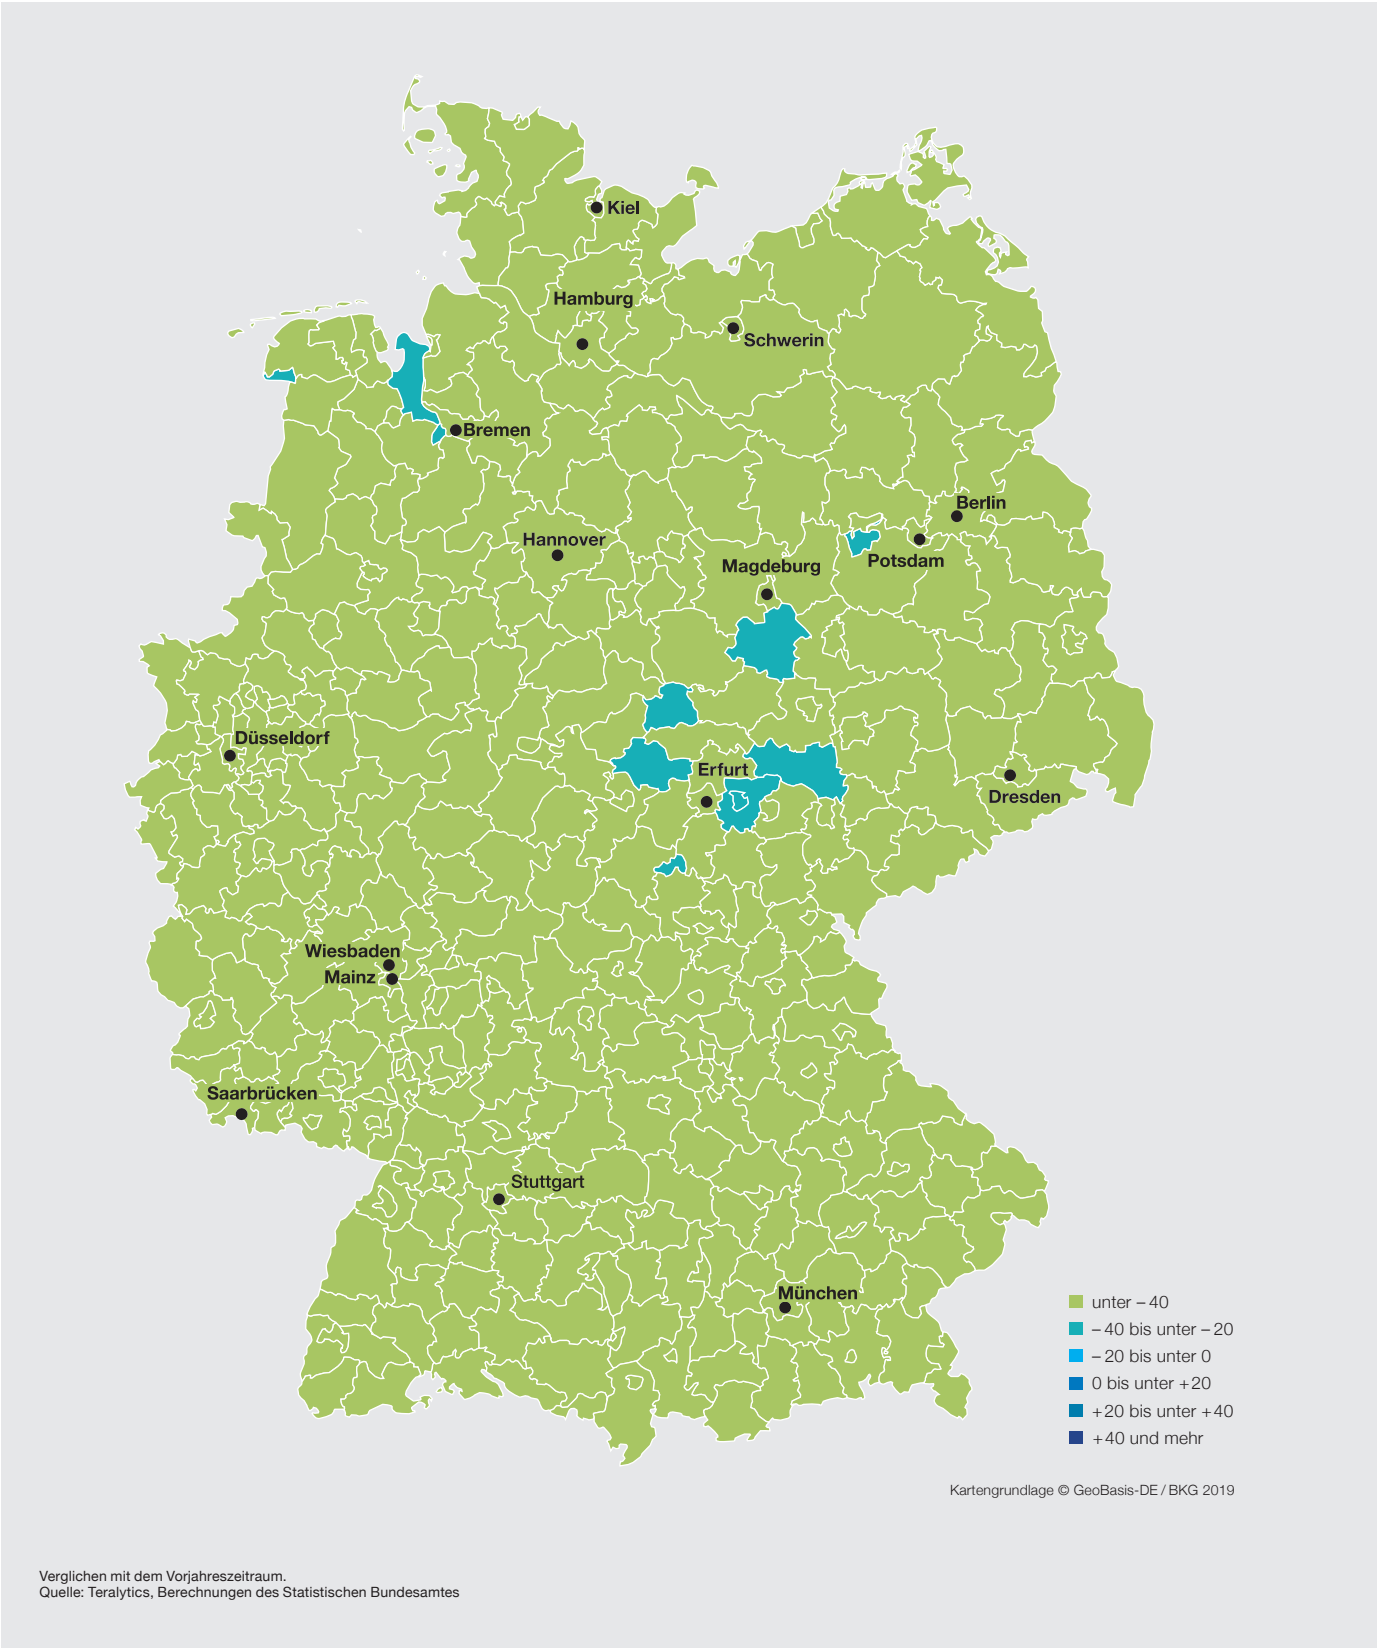 Kiel
Hamburg
Schwerin
Bremen
Berlin
Hannover
Potsdam
Magdeburg
Düsseldorf
Erfurt
Dresden
Wiesbaden
Mainz
Saarbrücken
Stuttgart
München
unter – 40
– 40 bis unter – 20
– 20 bis unter 0
0 bis unter +20
+20 bis unter +40
+40 und mehr
Kartengrundlage © GeoBasis-DE / BKG 2019
Verglichen mit dem Vorjahreszeitraum.
Quelle: Teralytics, Berechnungen des Statistischen Bundesamtes